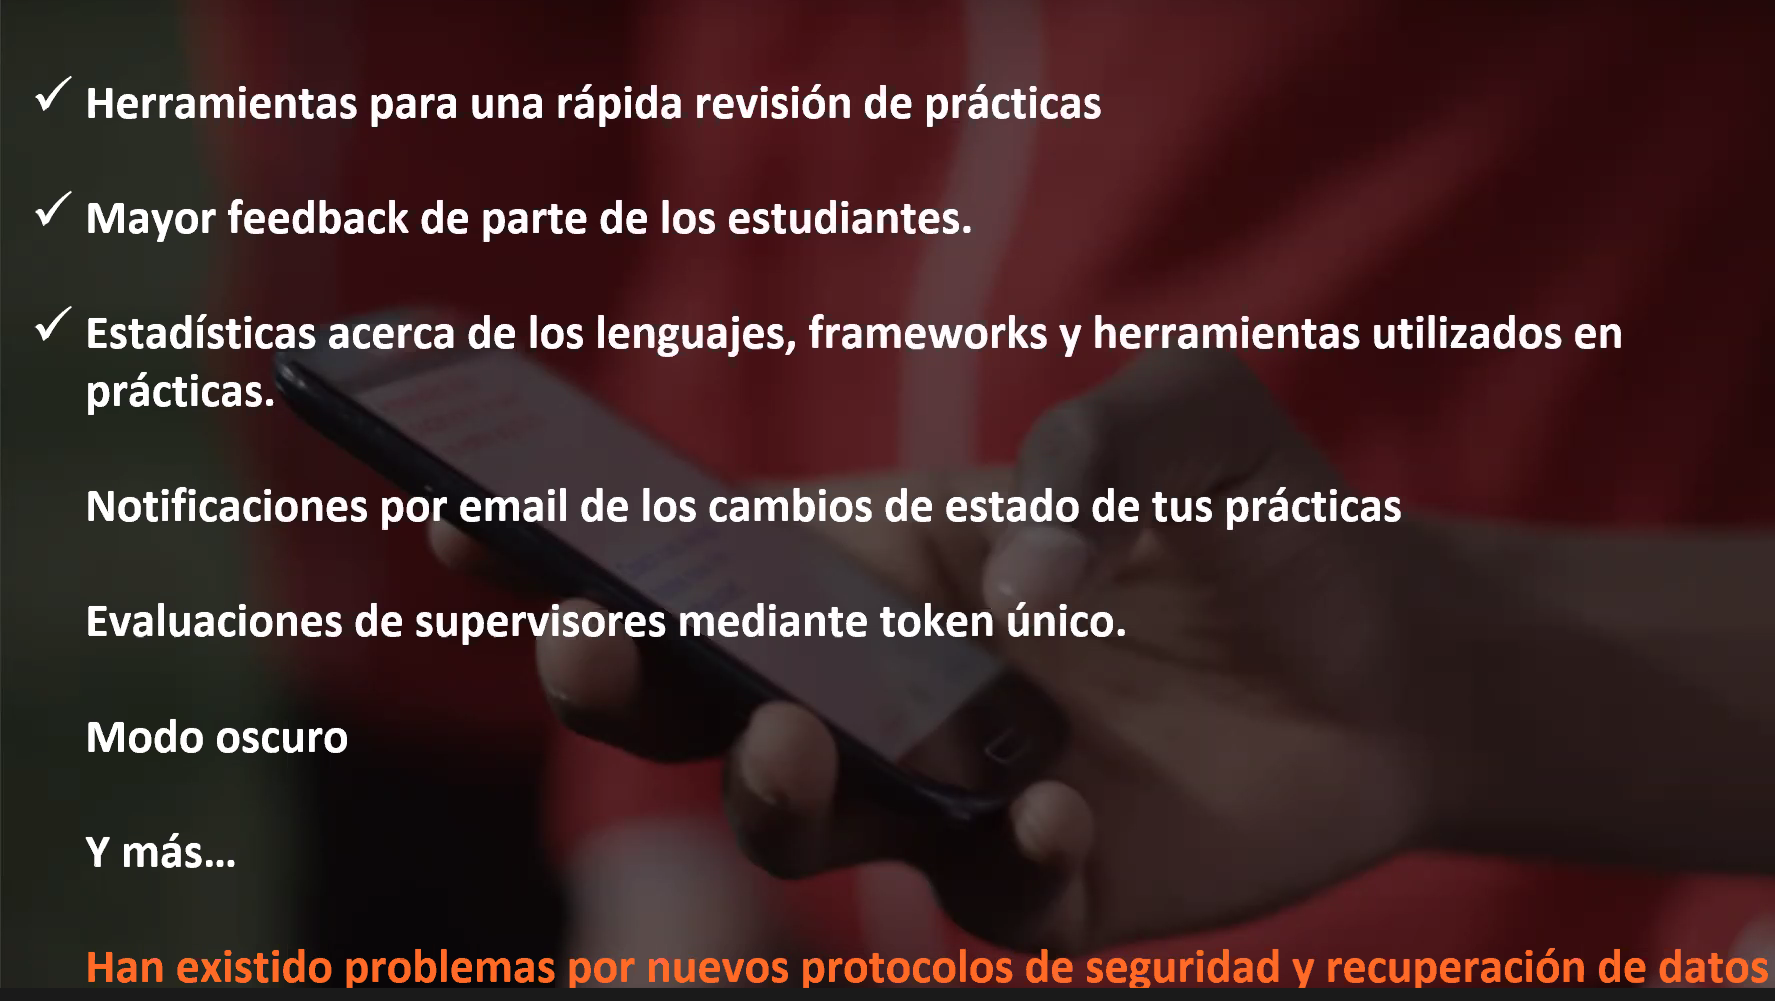 ✓ Herramientas para una rápida revisión de prácticas
✓ Mayor feedback de parte de los estudiantes.
✓ Estadísticas acerca de los lenguajes, frameworks y herramientas utilizados en
prácticas.
Notificaciones por email de los cambios de estado de tus prácticas
Evaluaciones de supervisores mediante token único.
Modo oscuro
Y más...
Han existido problemas por nuevos protocolos de seguridad y recuperación de datos